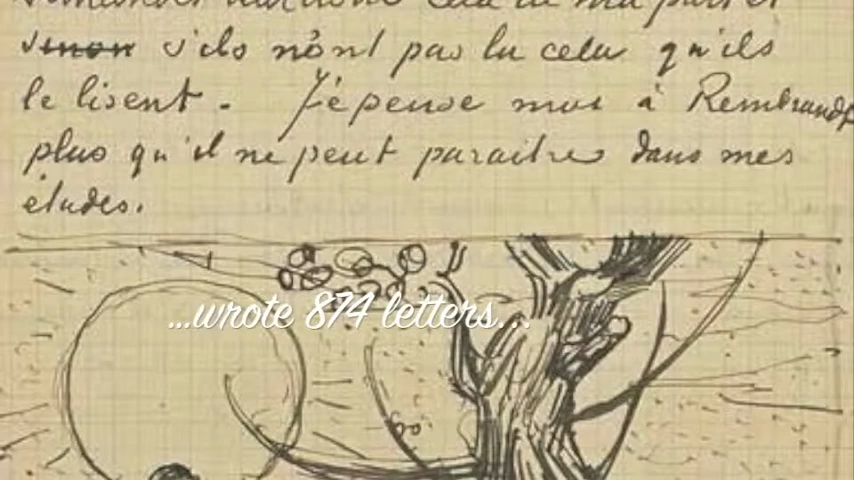 s'ils n'ont pas lu cela qu'ils
le lisent. Je pense moi à Rembrandt
plus qu'il ne peut paraitre dans mes
études.
...wrote 874 letters...